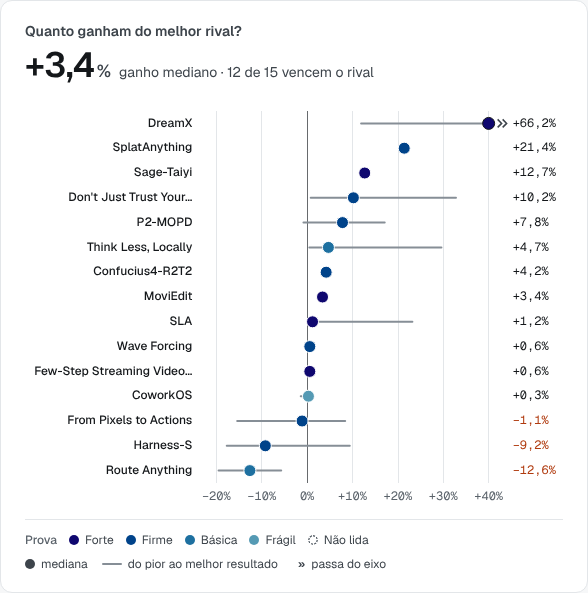 Quanto ganham do melhor rival?
+3,4% ganho mediano · 12 de 15 vencem o rival
DreamX » +66,2%
SplatAnything +21,4%
Sage-Taiyi +12,7%
Don't Just Trust Your… +10,2%
P2-MOPD +7,8%
Think Less, Locally +4,7%
Confucius4-R2T2 +4,2%
MoviEdit +3,4%
SLA +1,2%
Wave Forcing +0,6%
Few-Step Streaming Video… +0,6%
CoworkOS +0,3%
From Pixels to Actions −1,1%
Harness-S −9,2%
Route Anything −12,6%
−20% −10% 0% +10% +20% +30% +40%
Prova Forte Firme Básica Frágil Não lida
mediana do pior ao melhor resultado » passa do eixo